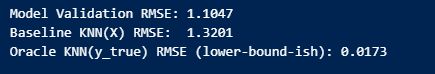 Model Validation RMSE: 1.1047
Baseline KNN(X) RMSE:  1.3201
Oracle KNN(y_true) RMSE (lower-bound-ish): 0.0173